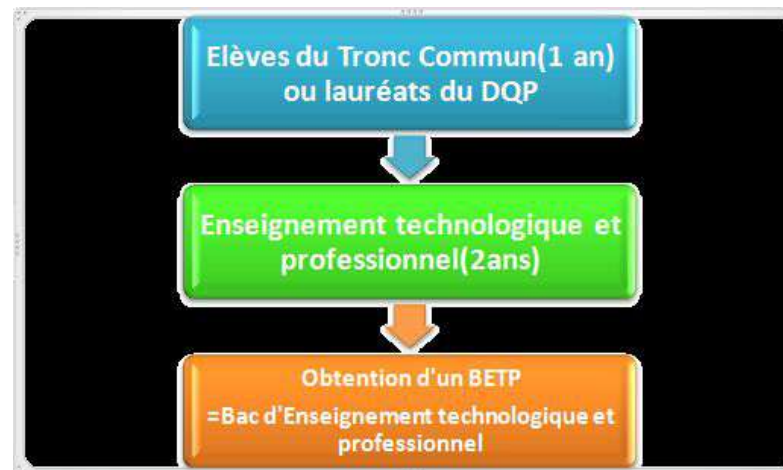 Elèves du Tronc Commun(1 an)
ou lauréats du DQP
Enseignement technologique et
professionnel(2ans)
Obtention d'un BETP
=Bac d'Enseignement technologique et
professionnel